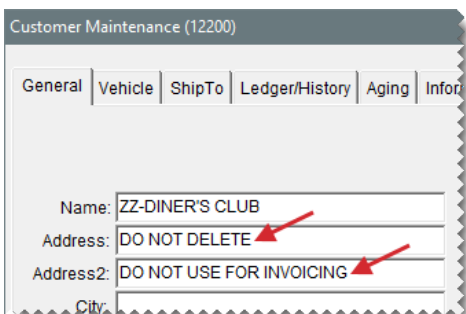 Customer Maintenance (12200)
General Vehicle ShipTo Ledger/History Aging
Name: ZZ-DINER'S CLUB
Address: DO NOT DELETE
Address2: DO NOT USE FOR INVOICING
City: